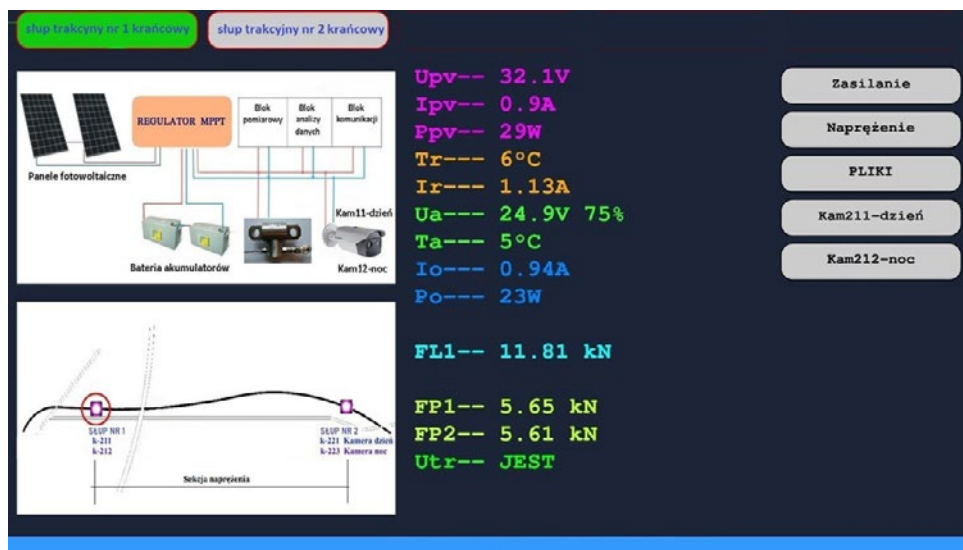 słup trakcyny nr 1 krańcowy
słup trakcyjny nr 2 krańcowy
REGULATOR MPPT
Blok pomiarowy
Blok analizy danych
Blok komunikacji
Panele fotowoltaiczne
Kam11-dzień
Bateria akumulatorów
Kam12-noc
Upv-- 32.1V
Ipv-- 0.9A
Ppv-- 29W
Tr--- 6°C
Ir--- 1.13A
Ua--- 24.9V 75%
Ta--- 5°C
Io--- 0.94A
Po--- 23W
FL1-- 11.81 kN
FP1-- 5.65 kN
FP2-- 5.61 kN
Utr-- JEST
Zasilanie
Naprężenie
PLIKI
Kam211-dzień
Kam212-noc
SŁUP NR 1
k-211
k-212
SŁUP NR 2
k-221 Kamera dzień
k-223 Kamera noc
Sekcja naprężenia